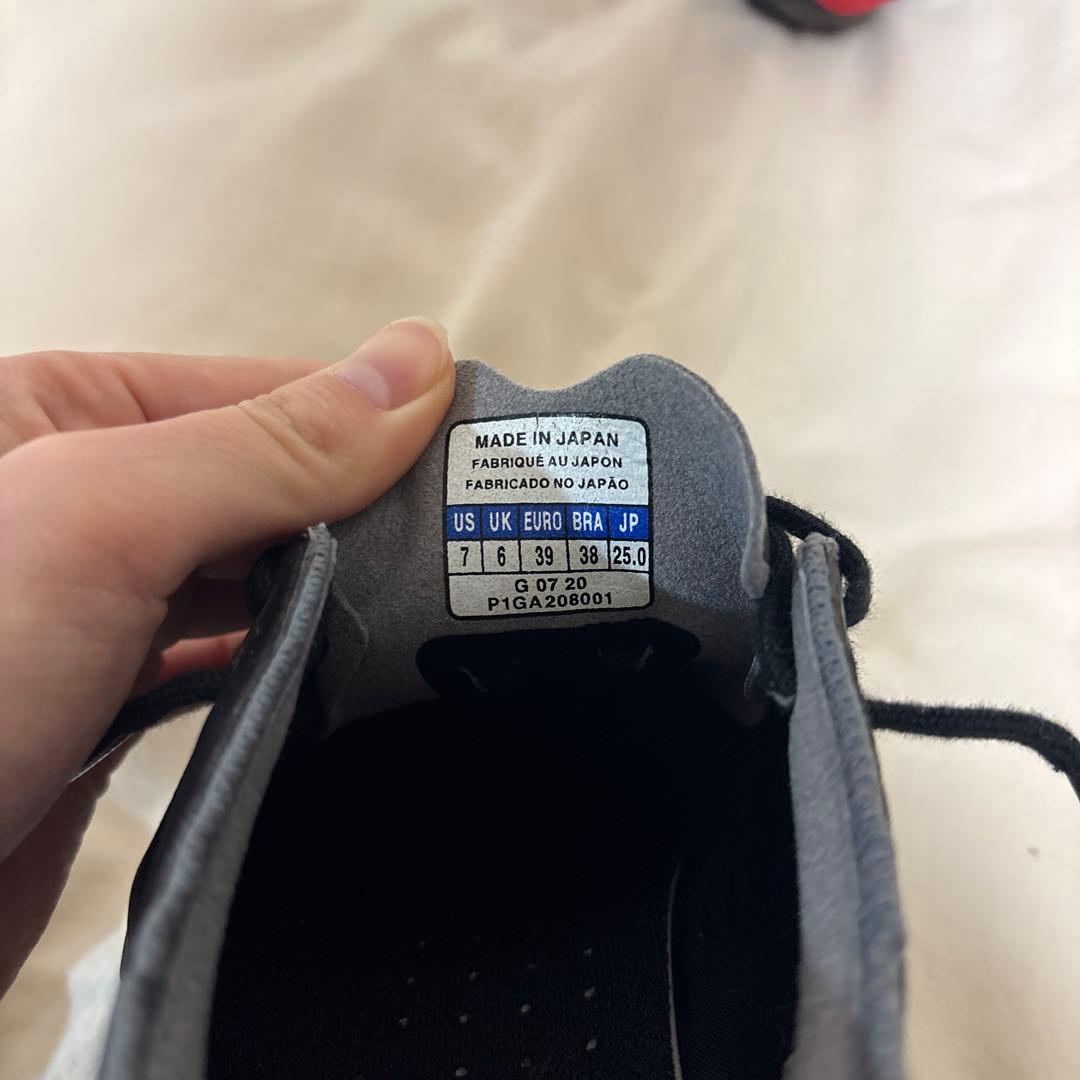 MADE IN JAPAN
FABRIQUÉ AU JAPON
FABRICADO NO JAPÃO
US UK EURO BRA JP
7 6 39 38 25.0
G 07 20
P1GA208001